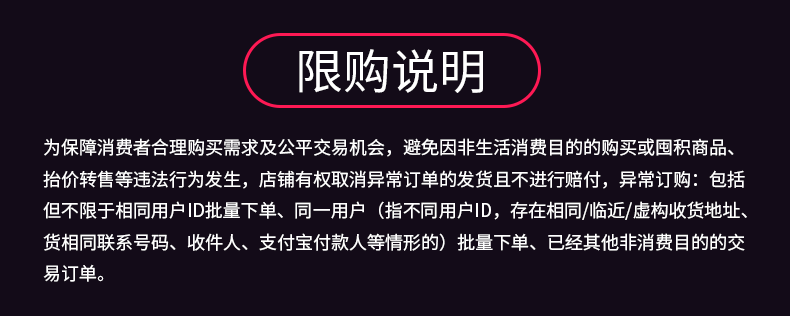 限购说明
为保障消费者合理购买需求及公平交易机会，避免因非生活消费目的的购买或囤积商品、
抬价转售等违法行为发生，店铺有权取消异常订单的发货且不进行赔付，异常订购：包括
但不限于相同用户ID批量下单、同一用户（指不同用户ID，存在相同/临近/虚构收货地址、
货相同联系号码、收件人、支付宝付款人等情形的）批量下单、已经其他非消费目的的交
易订单。